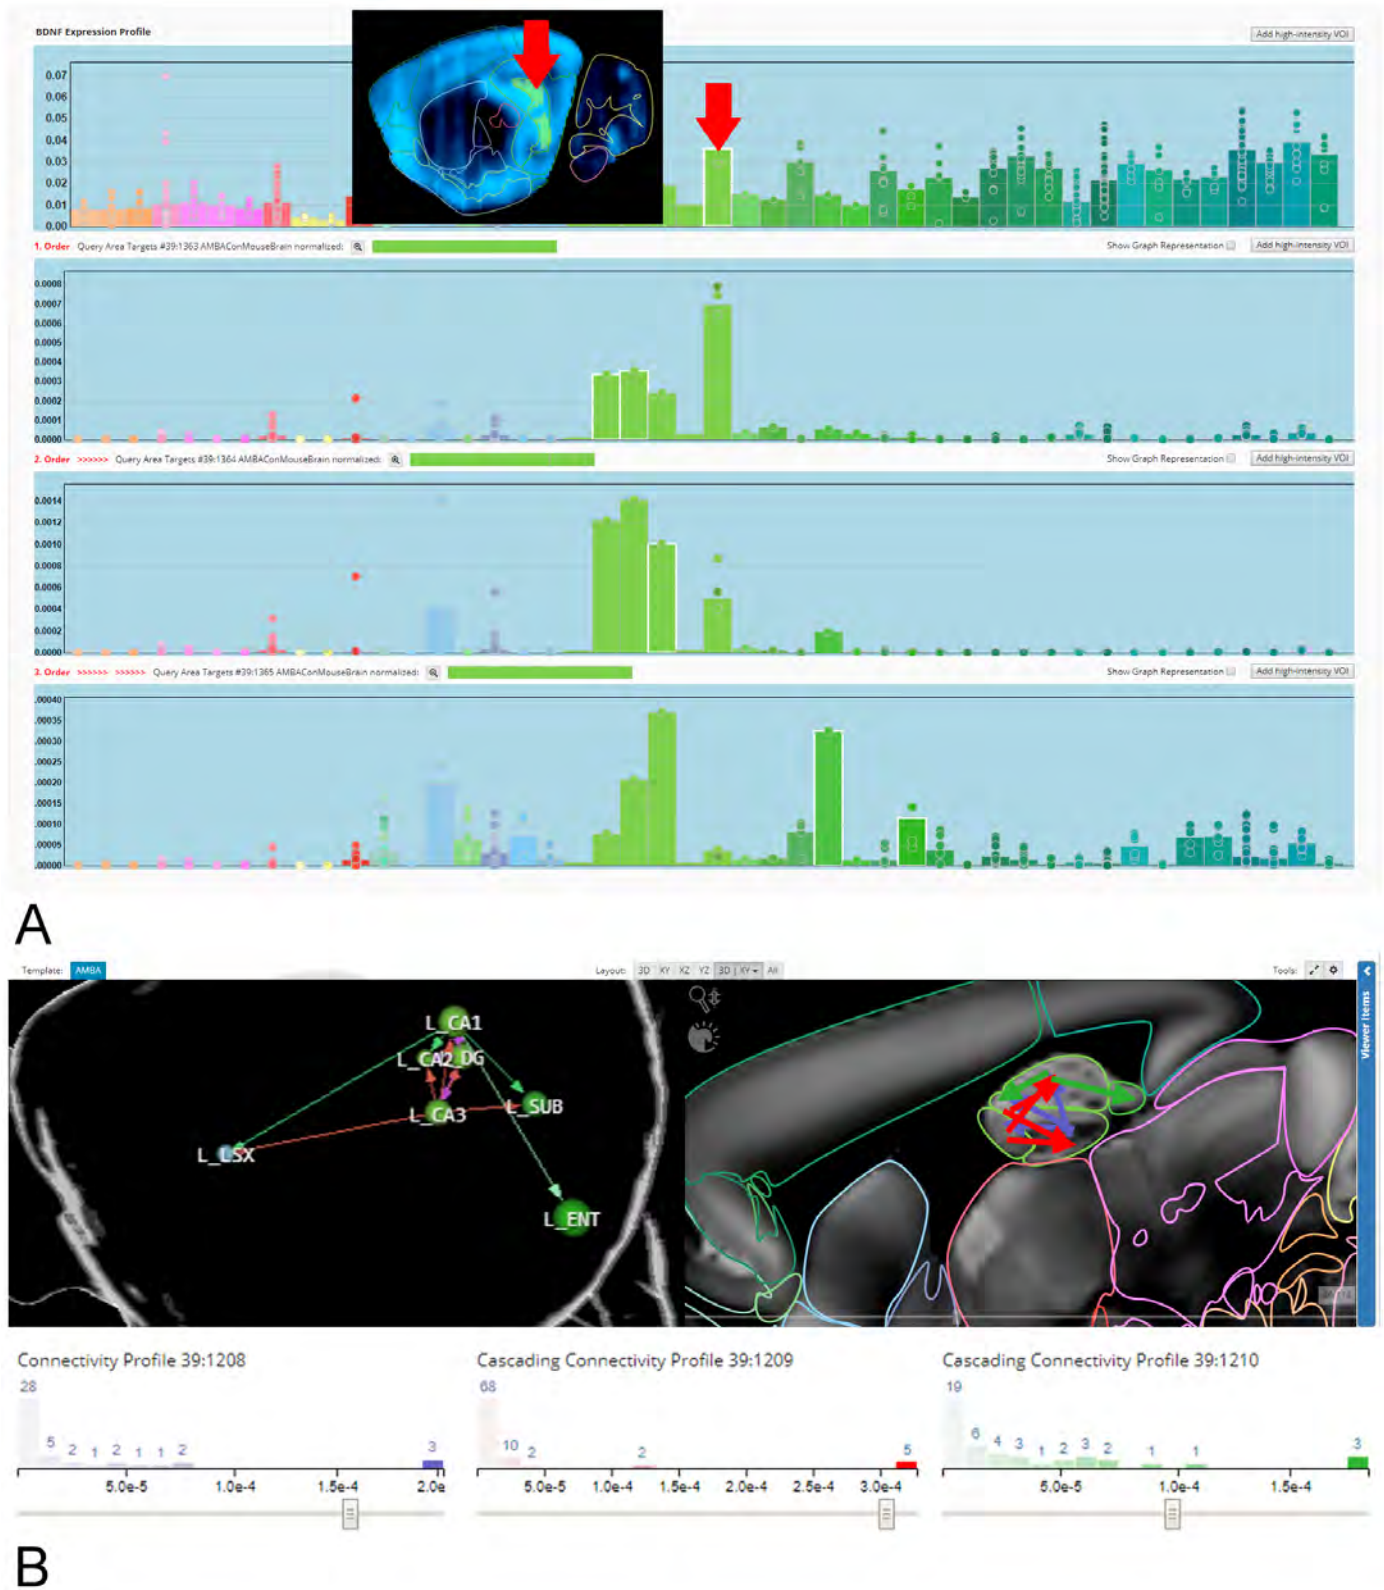 BDNF Expression Profile
Add high-intensity VOI
0.07
0.06
0.05
0.04
0.03
0.02
0.01
0.00
1. Order Query Area Targets #39:1363 AMBAConMouseBrain normalized:
Show Graph Representation
Add high-intensity VOI
0.0008
0.0007
0.0006
0.0005
0.0004
0.0003
0.0002
0.0001
0.0000
2. Order >>>>>> Query Area Targets #39:1364 AMBAConMouseBrain normalized:
Show Graph Representation
Add high-intensity VOI
0.0014
0.0012
0.0010
0.0008
0.0006
0.0004
0.0002
0.0000
3. Order >>>>>> >>>>>> Query Area Targets #39:1365 AMBAConMouseBrain normalized:
Show Graph Representation
Add high-intensity VOI
.00040
.00035
.00030
.00025
.00020
.00015
.00010
.00005
.00000
A
Template: AMBA
Layout: 3D XY XZ YZ 3D | XY All
Tools:
Viewer Items
L_CA1
L_CA2 DG
L_CA3
L_SUB
L_LSX
L_ENT
Connectivity Profile 39:1208
28 5 2 1 2 1 1 2 3
5.0e-5 1.0e-4 1.5e-4 2.0e
Cascading Connectivity Profile 39:1209
68 10 2 2 5
5.0e-5 1.0e-4 1.5e-4 2.0e-4 2.5e-4 3.0e-4
Cascading Connectivity Profile 39:1210
19 6 4 3 1 2 3 2 1 1 3
5.0e-5 1.0e-4 1.5e-4
B